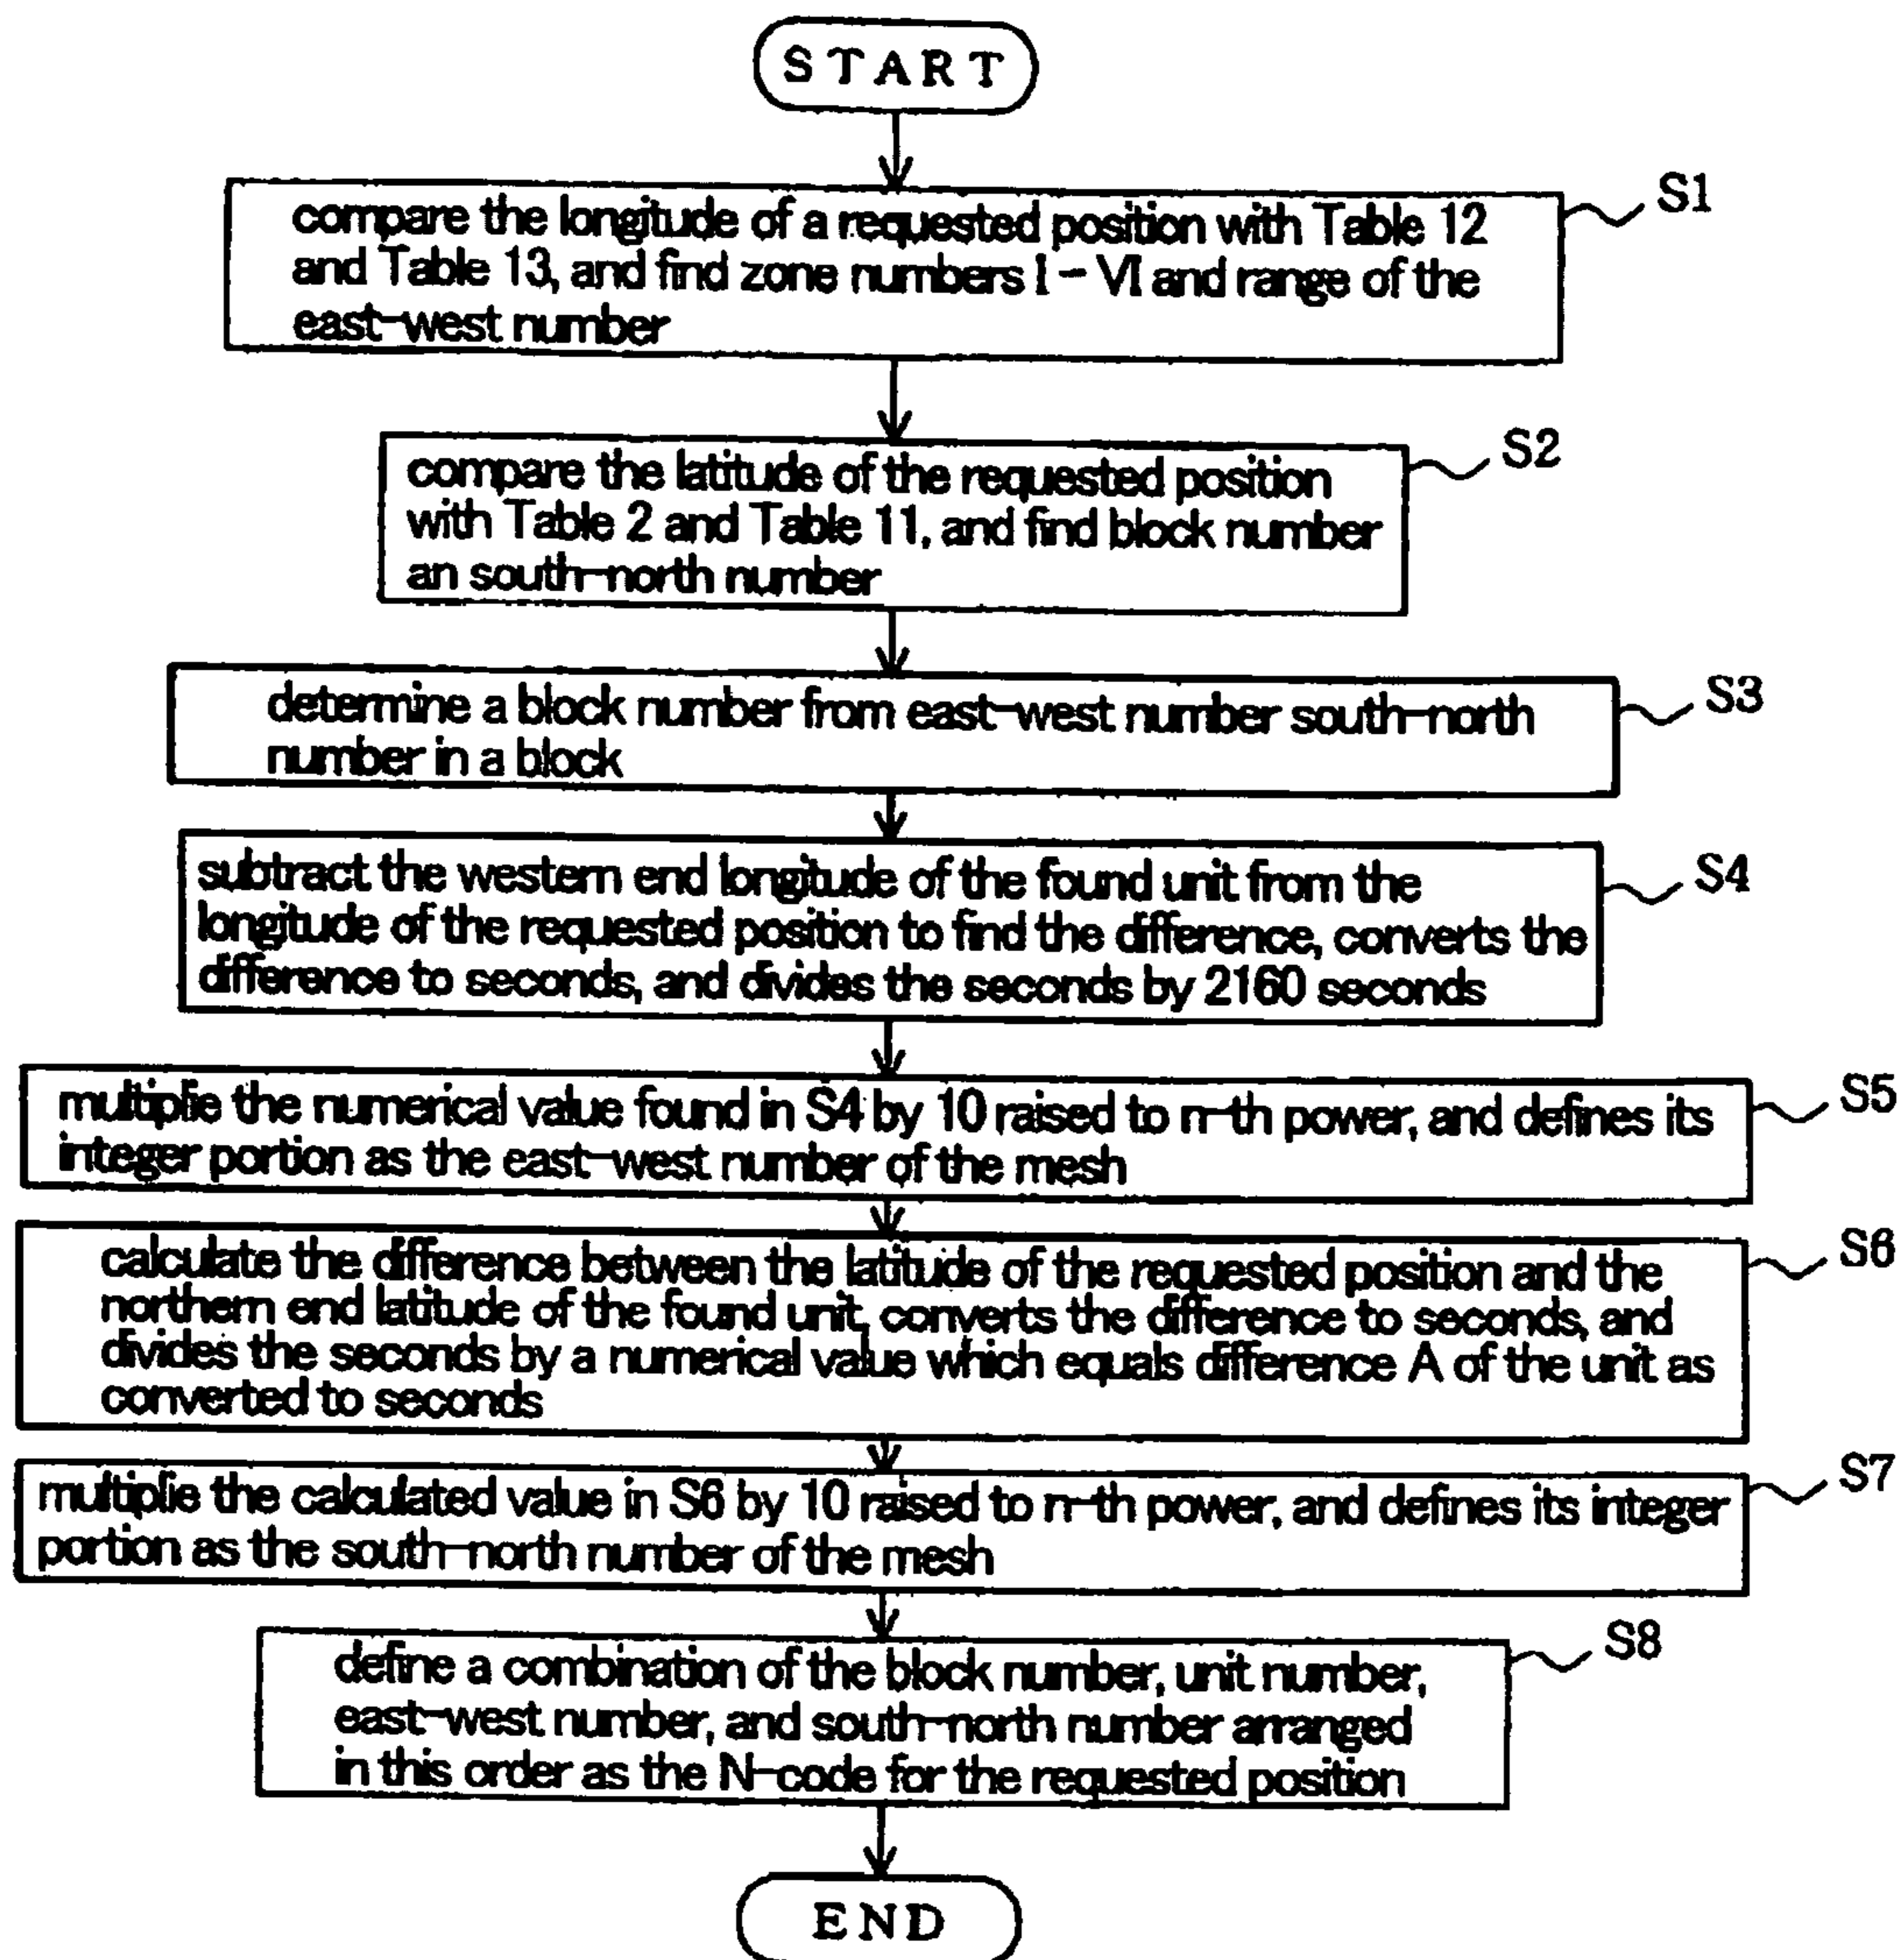 START
S1
compare the longitude of a requested position with Table 12
and Table 13, and find zone numbers I - VI and range of the
east-west number
S2
compare the latitude of the requested position
with Table 2 and Table 11, and find block number
an south-north number
S3
determine a block number from east-west number south-north
number in a block
S4
subtract the western end longitude of the found unit from the
longitude of the requested position to find the difference, converts the
difference to seconds, and divides the seconds by 2160 seconds
S5
multiplie the numerical value found in S4 by 10 raised to n-th power, and defines its
integer portion as the east-west number of the mesh
S6
calculate the difference between the latitude of the requested position and the
northern end latitude of the found unit, converts the difference to seconds, and
divides the seconds by a numerical value which equals difference A of the unit as
converted to seconds
S7
multiplie the calculated value in S6 by 10 raised to n-th power, and defines its integer
portion as the south-north number of the mesh
S8
define a combination of the block number, unit number,
east-west number, and south-north number arranged
in this order as the N-code for the requested position
END